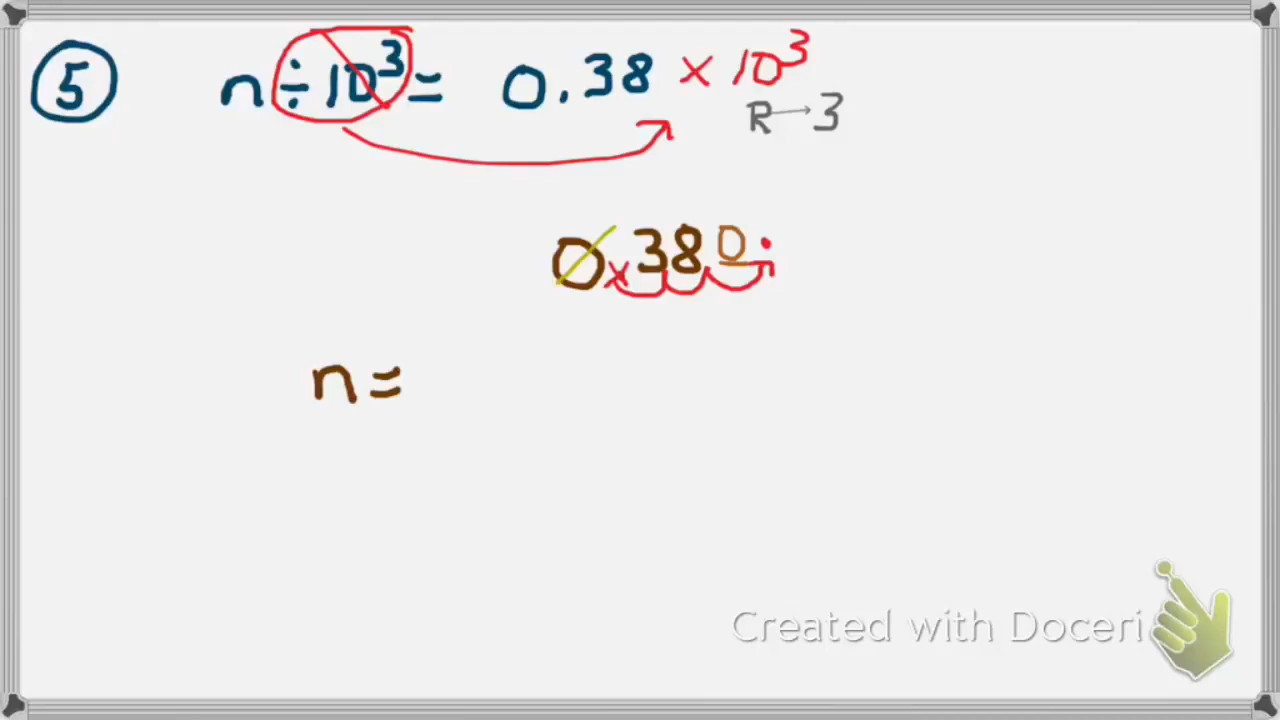 5 n ÷ 10³ = 0.38 × 10³
R → 3
0.380.
n =
Created with Doceri